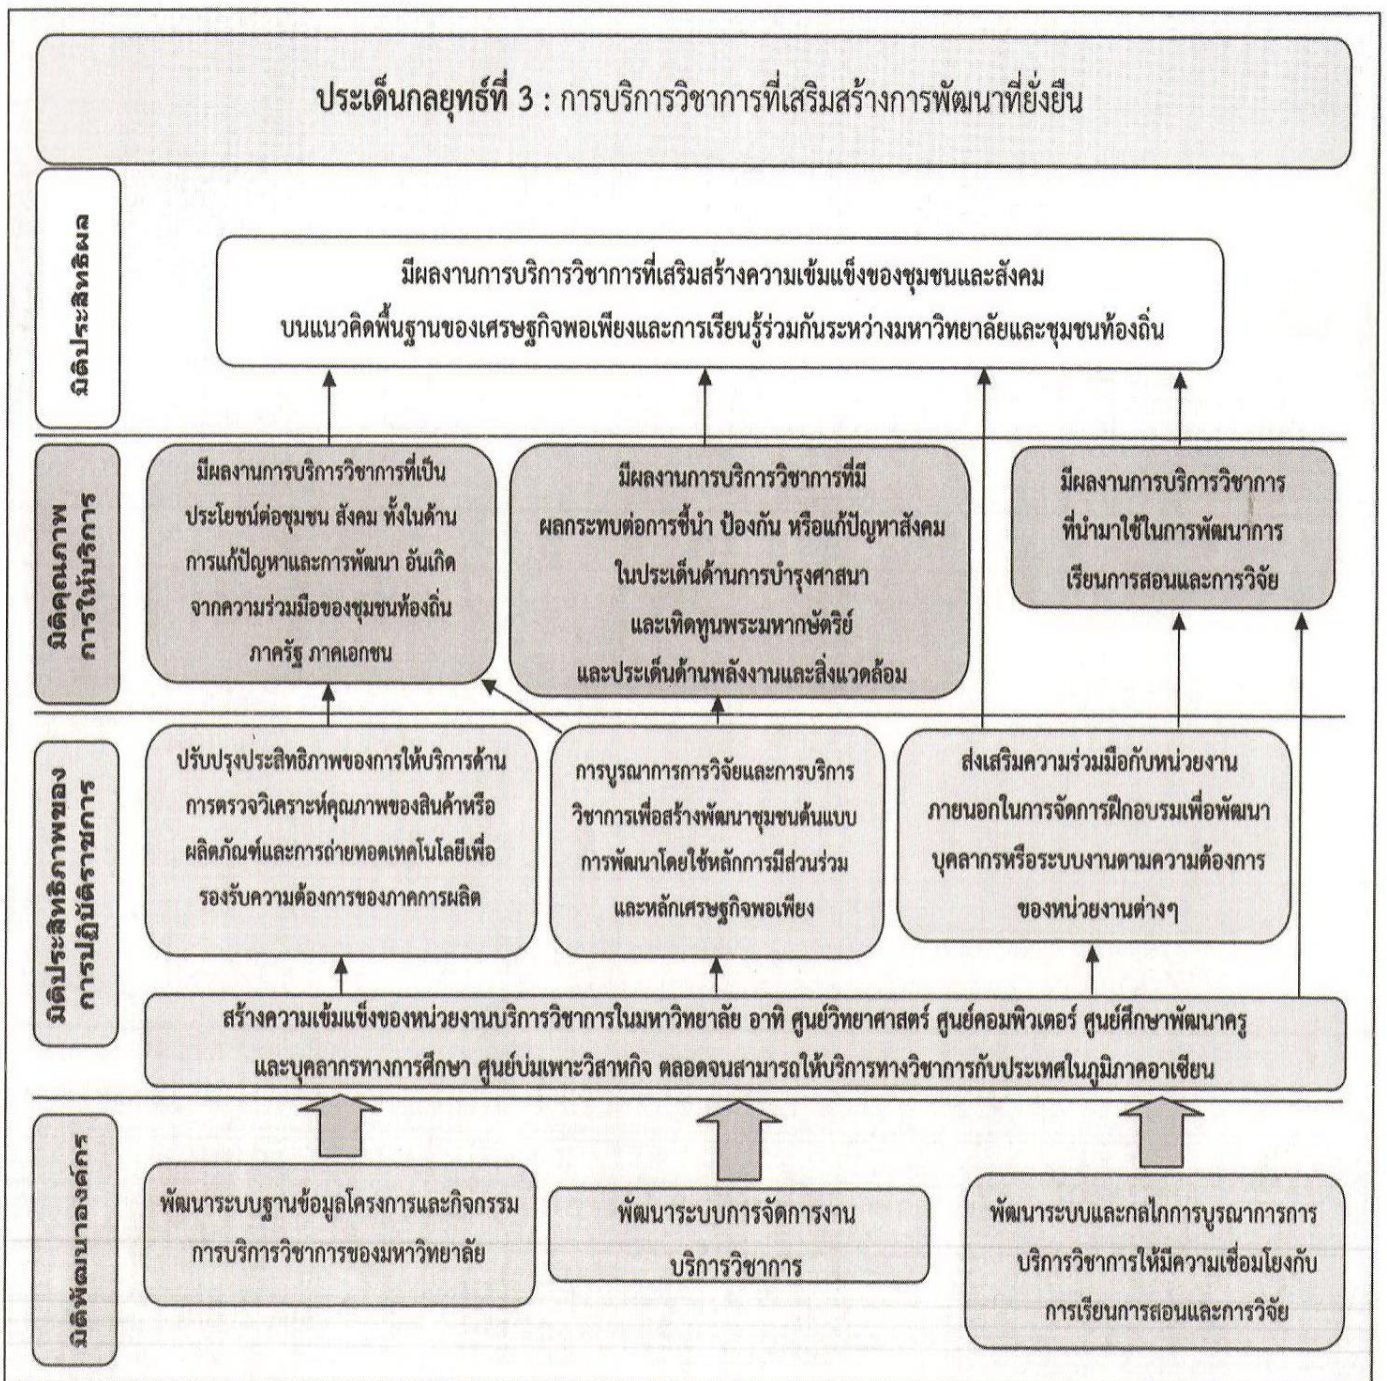 ประเด็นกลยุทธ์ที่ 3 : การบริการวิชาการที่เสริมสร้างการพัฒนาที่ยั่งยืน
มิติประสิทธิผล
มีผลงานการบริการวิชาการที่เสริมสร้างความเข้มแข็งของชุมชนและสังคม
บนแนวคิดพื้นฐานของเศรษฐกิจพอเพียงและการเรียนรู้ร่วมกันระหว่างมหาวิทยาลัยและชุมชนท้องถิ่น
มิติคุณภาพ
การให้บริการ
มีผลงานการบริการวิชาการที่เป็น
ประโยชน์ต่อชุมชน สังคม ทั้งในด้าน
การแก้ปัญหาและการพัฒนา อันเกิด
จากความร่วมมือของชุมชนท้องถิ่น
ภาครัฐ ภาคเอกชน
มีผลงานการบริการวิชาการที่มี
ผลกระทบต่อการชี้นำ ป้องกัน หรือแก้ปัญหาสังคม
ในประเด็นด้านการบำรุงศาสนา
และเทิดทูนพระมหากษัตริย์
และประเด็นด้านพลังงานและสิ่งแวดล้อม
มีผลงานการบริการวิชาการ
ที่นำมาใช้ในการพัฒนาการ
เรียนการสอนและการวิจัย
มิติประสิทธิภาพของ
การปฏิบัติราชการ
ปรับปรุงประสิทธิภาพของการให้บริการด้าน
การตรวจวิเคราะห์คุณภาพของสินค้าหรือ
ผลิตภัณฑ์และการถ่ายทอดเทคโนโลยีเพื่อ
รองรับความต้องการของภาคการผลิต
การบูรณาการการวิจัยและการบริการ
วิชาการเพื่อสร้างพัฒนาชุมชนต้นแบบ
การพัฒนาโดยใช้หลักการมีส่วนร่วม
และหลักเศรษฐกิจพอเพียง
ส่งเสริมความร่วมมือกับหน่วยงาน
ภายนอกในการจัดการฝึกอบรมเพื่อพัฒนา
บุคลากรหรือระบบงานตามความต้องการ
ของหน่วยงานต่างๆ
สร้างความเข้มแข็งของหน่วยงานบริการวิชาการในมหาวิทยาลัย อาทิ ศูนย์วิทยาศาสตร์ ศูนย์คอมพิวเตอร์ ศูนย์ศึกษาพัฒนาครู
และบุคลากรทางการศึกษา ศูนย์บ่มเพาะวิสาหกิจ ตลอดจนสามารถให้บริการทางวิชาการกับประเทศในภูมิภาคอาเซียน
มิติพัฒนาองค์กร
พัฒนาระบบฐานข้อมูลโครงการและกิจกรรม
การบริการวิชาการของมหาวิทยาลัย
พัฒนาระบบการจัดการงาน
บริการวิชาการ
พัฒนาระบบและกลไกการบูรณาการการ
บริการวิชาการให้มีความเชื่อมโยงกับ
การเรียนการสอนและการวิจัย